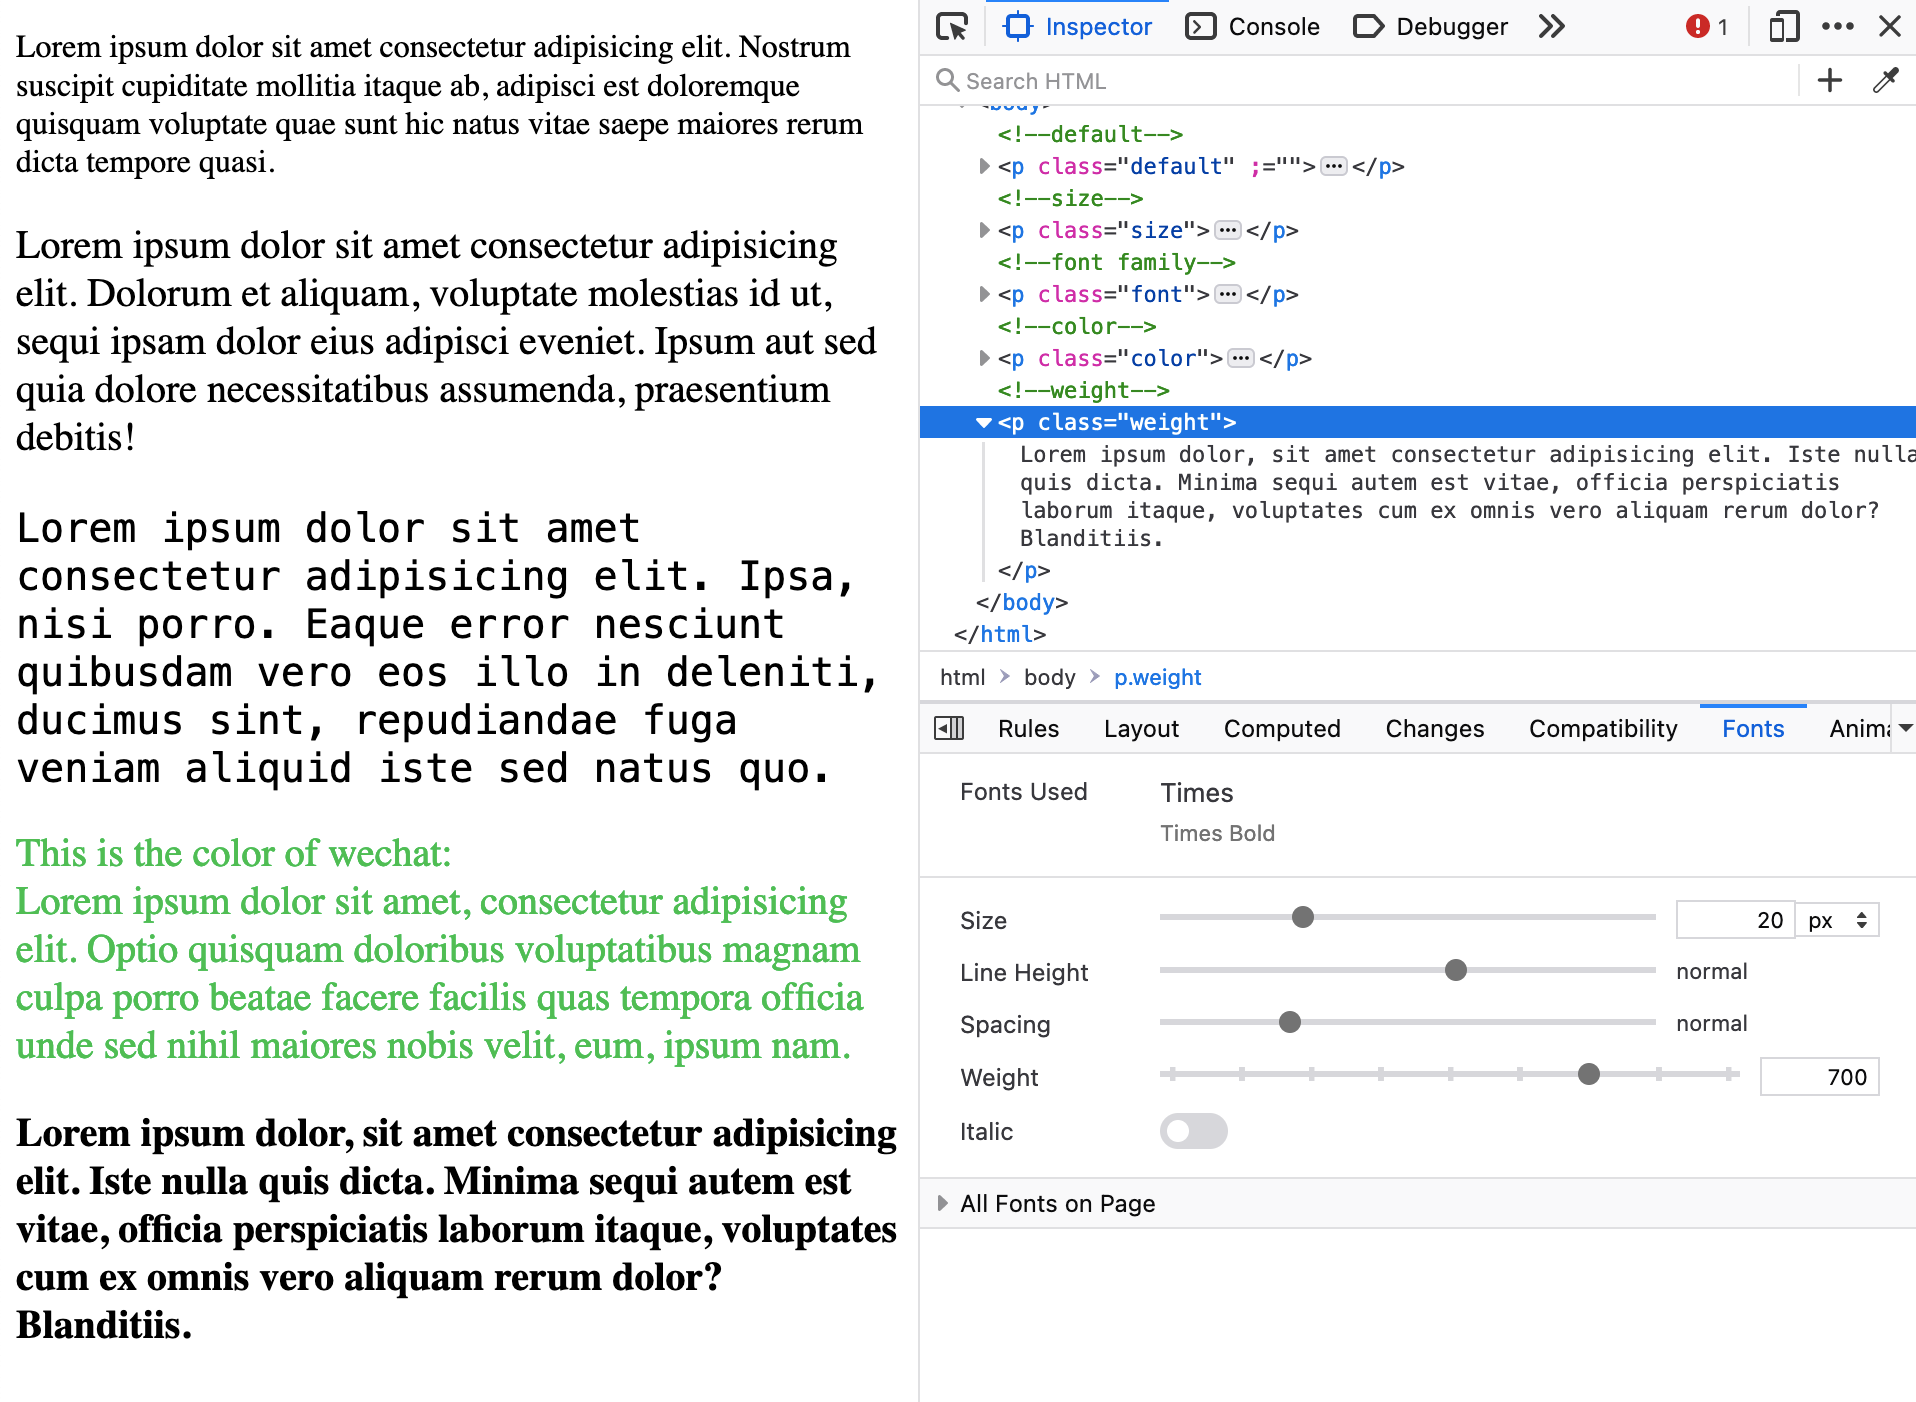 Lorem ipsum dolor sit amet consectetur adipisicing elit. Nostrum
suscipit cupiditate mollitia itaque ab, adipisci est doloremque
quisquam voluptate quae sunt hic natus vitae saepe maiores rerum
dicta tempore quasi.
Lorem ipsum dolor sit amet consectetur adipisicing
elit. Dolorum et aliquam, voluptate molestias id ut,
sequi ipsam dolor eius adipisci eveniet. Ipsum aut sed
quia dolore necessitatibus assumenda, praesentium
debitis!
Lorem ipsum dolor sit amet
consectetur adipisicing elit. Ipsa,
nisi porro. Eaque error nesciunt
quibusdam vero eos illo in deleniti,
ducimus sint, repudiandae fuga
veniam aliquid iste sed natus quo.
This is the color of wechat:
Lorem ipsum dolor sit amet, consectetur adipisicing
elit. Optio quisquam doloribus voluptatibus magnam
culpa porro beatae facere facilis quas tempora officia
unde sed nihil maiores nobis velit, eum, ipsum nam.
Lorem ipsum dolor, sit amet consectetur adipisicing
elit. Iste nulla quis dicta. Minima sequi autem est
vitae, officia perspiciatis laborum itaque, voluptates
cum ex omnis vero aliquam rerum dolor?
Blanditiis.
Inspector Console Debugger 1
Search HTML
<body>
<!--default-->
<p class="default" ;="">···</p>
<!--size-->
<p class="size">···</p>
<!--font family-->
<p class="font">···</p>
<!--color-->
<p class="color">···</p>
<!--weight-->
<p class="weight">
Lorem ipsum dolor, sit amet consectetur adipisicing elit. Iste nulla
quis dicta. Minima sequi autem est vitae, officia perspiciatis
laborum itaque, voluptates cum ex omnis vero aliquam rerum dolor?
Blanditiis.
</p>
</body>
</html>
html > body > p.weight
Rules Layout Computed Changes Compatibility Fonts Anima
Fonts Used Times
Times Bold
Size 20 px
Line Height normal
Spacing normal
Weight 700
Italic
All Fonts on Page